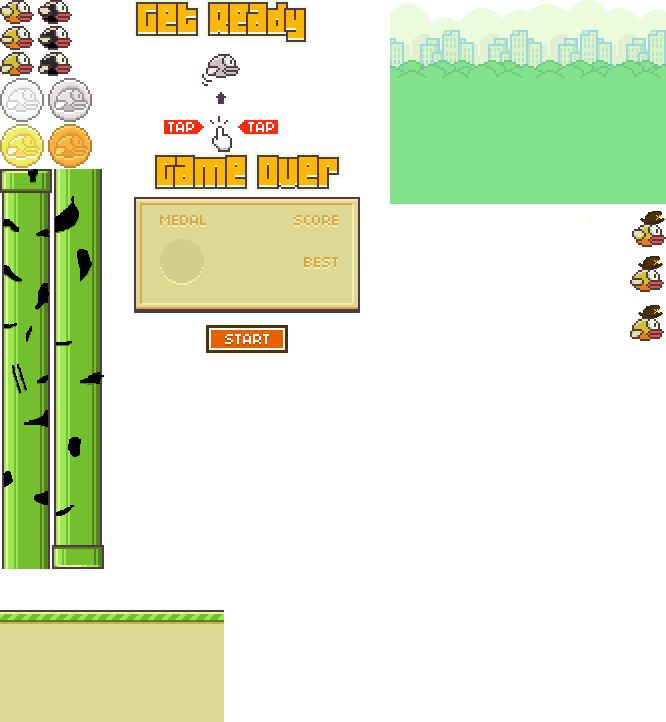 Get Ready
TAP TAP
Game Over
MEDAL SCORE
BEST
START